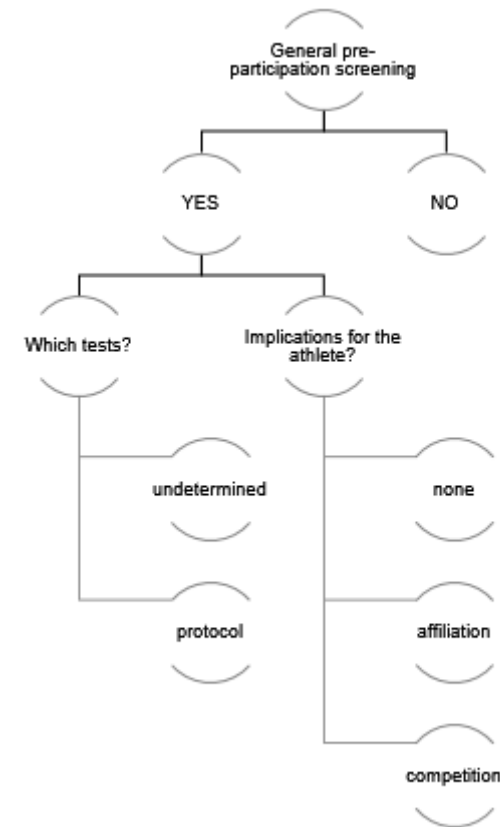 General pre-
participation screening
YES
NO
Which tests?
Implications for the
athlete?
undetermined
none
protocol
affiliation
competition